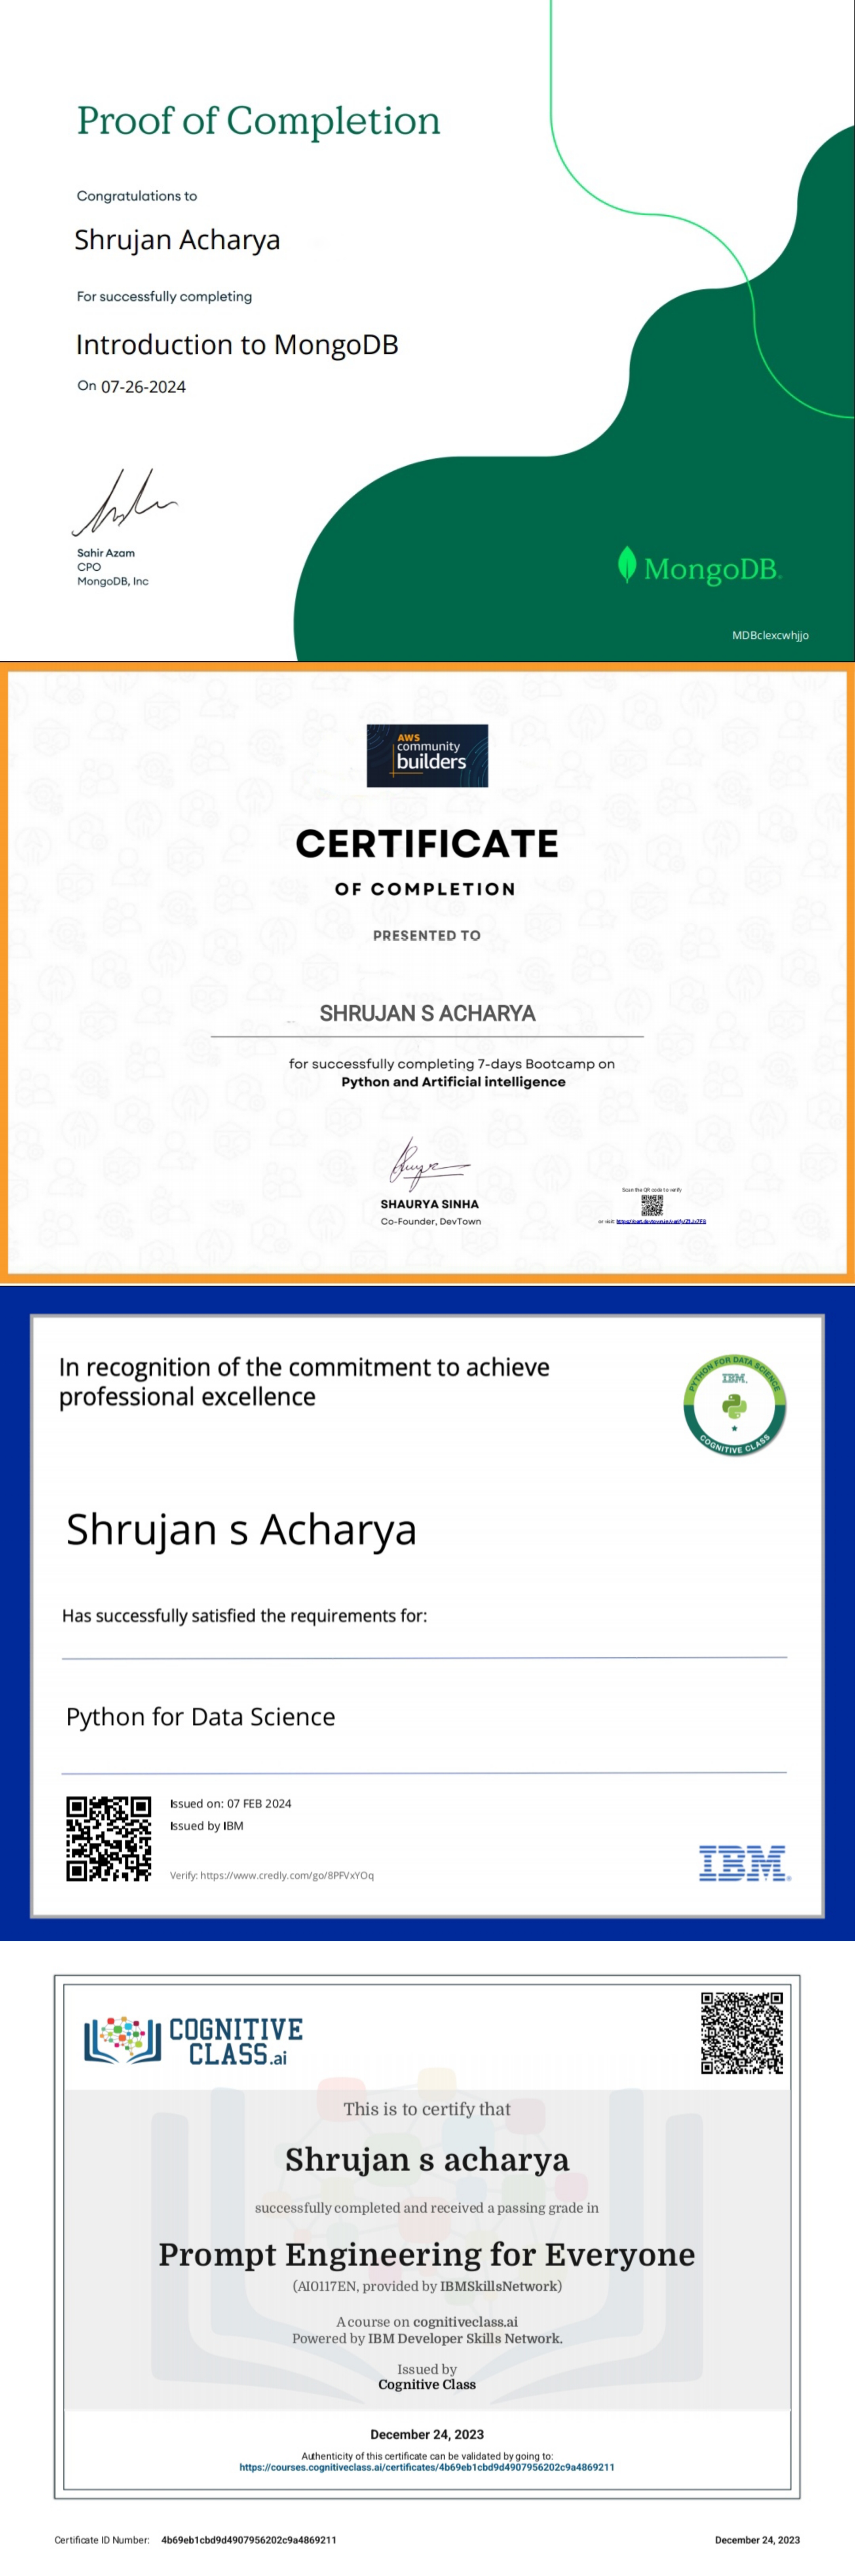 Proof of Completion
Congratulations to
Shrujan Acharya
For successfully completing
Introduction to MongoDB
On 07-26-2024
Sahir Azam
CPO
MongoDB, Inc
MongoDB.
MDBclexcwhjjo
AWS
community
builders
CERTIFICATE
OF COMPLETION
PRESENTED TO
SHRUJAN S ACHARYA
for successfully completing 7-days Bootcamp on
Python and Artificial intelligence
SHAURYA SINHA
Co-Founder, DevTown
Scan the QR code to verify
or visit
In recognition of the commitment to achieve
professional excellence
PYTHON FOR DATA SCIENCE
IBM.
COGNITIVE CLASS
Shrujan s Acharya
Has successfully satisfied the requirements for:
Python for Data Science
Issued on: 07 FEB 2024
Issued by IBM
Verify: https://www.credly.com/go/8PFVxYOq
IBM
COGNITIVE
CLASS.ai
This is to certify that
Shrujan s acharya
successfully completed and received a passing grade in
Prompt Engineering for Everyone
(AI0117EN, provided by IBMSkillsNetwork)
A course on cognitiveclass.ai
Powered by IBM Developer Skills Network.
Issued by
Cognitive Class
December 24, 2023
Authenticity of this certificate can be validated by going to:
https://courses.cognitiveclass.ai/certificates/4b69eb1cbd9d4907956202c9a4869211
Certificate ID Number: 4b69eb1cbd9d4907956202c9a4869211
December 24, 2023